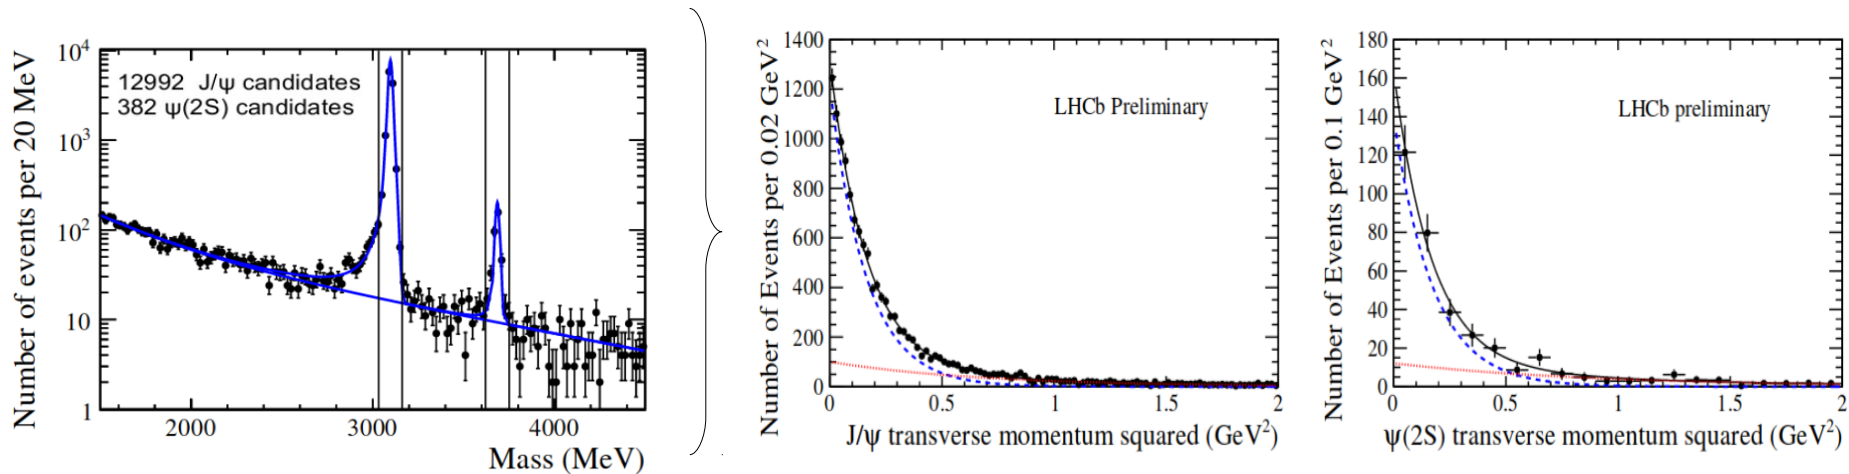 Number of events per 20 MeV
10⁴
10³
10²
10
1
12992 J/ψ candidates
382 ψ(2S) candidates
2000 3000 4000
Mass (MeV)
Number of Events per 0.02 GeV²
1400
1200
1000
800
600
400
200
0
LHCb Preliminary
0 0.5 1 1.5 2
J/ψ transverse momentum squared (GeV²)
Number of Events per 0.1 GeV²
180
160
140
120
100
80
60
40
20
0
LHCb preliminary
0 0.5 1 1.5 2
ψ(2S) transverse momentum squared (GeV²)